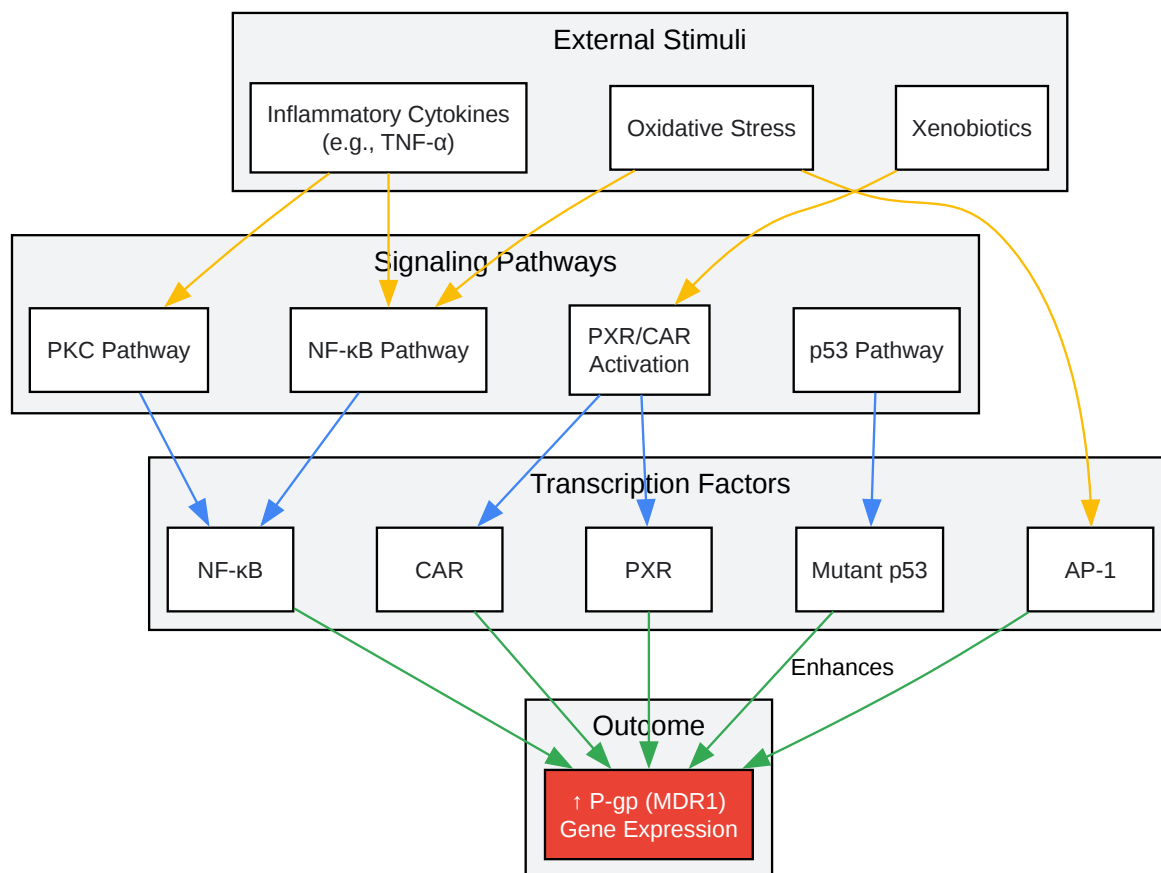 External Stimuli
Inflammatory Cytokines
(e.g., TNF-α)
Oxidative Stress
Xenobiotics
Signaling Pathways
PKC Pathway
NF-κB Pathway
PXR/CAR
Activation
p53 Pathway
Transcription Factors
NF-κB
CAR
PXR
Mutant p53
AP-1
Enhances
Outcome
↑ P-gp (MDR1)
Gene Expression